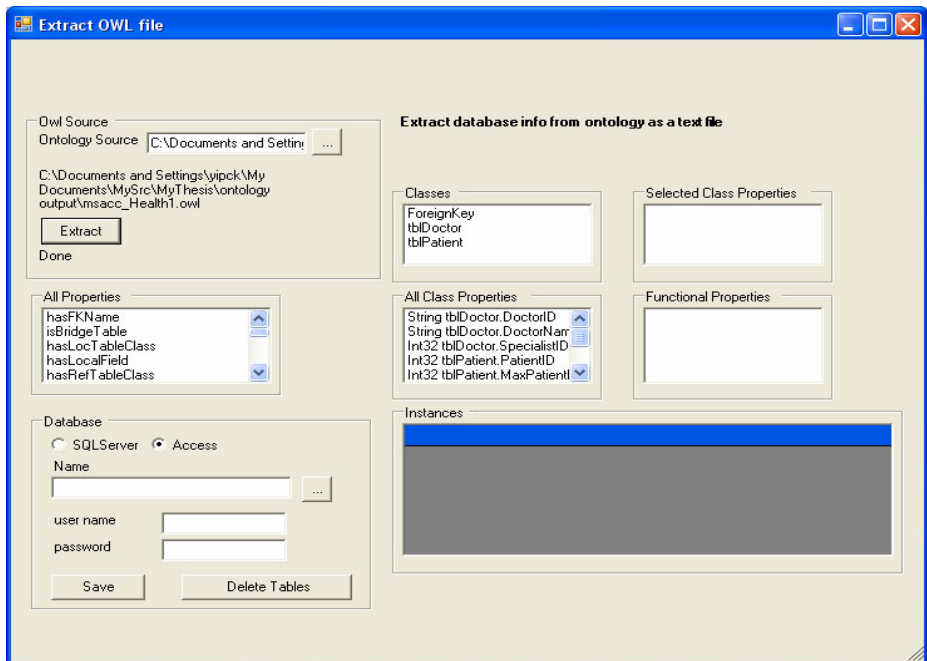 Extract OWL file
Owl Source
Ontology Source C:\Documents and Settin ...
C:\Documents and Settings\yipck\My
Documents\MySrc\MyThesis\ontology
output\msacc_Health1.owl
Extract
Done
Extract database info from ontology as a text file
Classes
ForeignKey
tblDoctor
tblPatient
Selected Class Properties
All Properties
hasFKName
isBridgeTable
hasLocTableClass
hasLocalField
hasRefTableClass
All Class Properties
String tblDoctor.DoctorID
String tblDoctor.DoctorNam
Int32 tblDoctor.SpecialistID
Int32 tblPatient.PatientID
Int32 tblPatient.MaxPatientI
Functional Properties
Database
SQLServer Access
Name
...
user name
password
Save Delete Tables
Instances